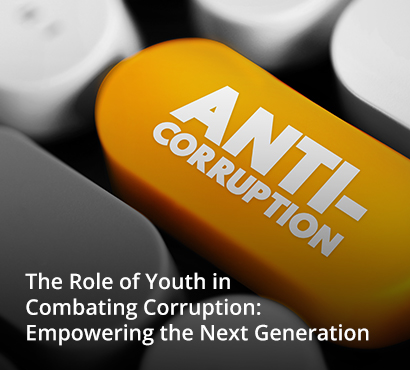 ANTI-
CORRUPTION
The Role of Youth in
Combating Corruption:
Empowering the Next Generation